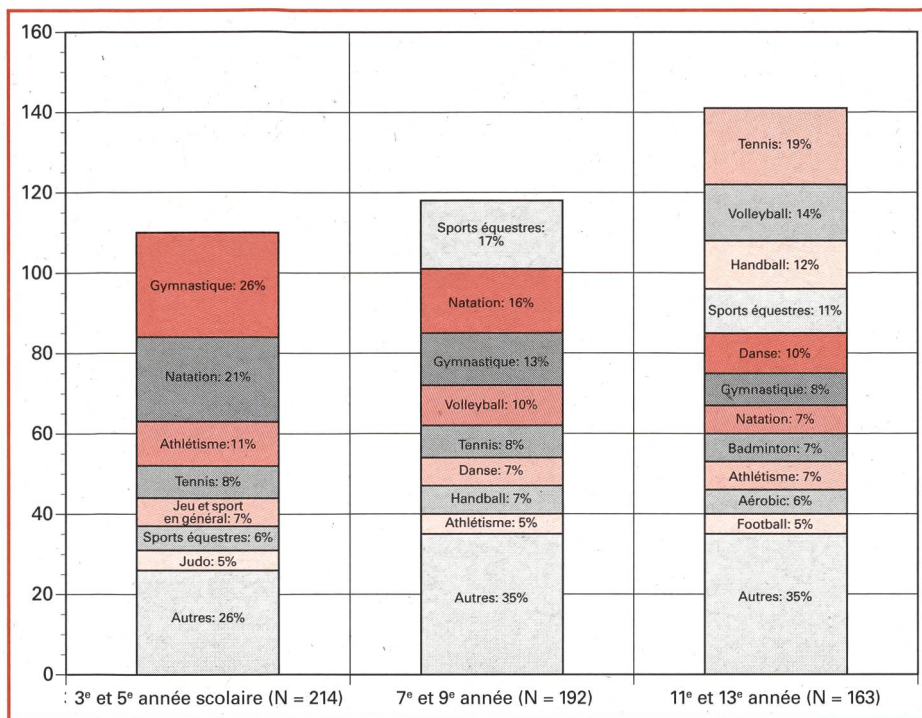 160
140
120
100
80
60
40
20
0
Gymnastique: 26%
Natation: 21%
Athlétisme:11%
Tennis: 8%
Jeu et sport
en général: 7%
Sports équestres: 6%
Judo: 5%
Autres: 26%
Sports équestres:
17%
Natation: 16%
Gymnastique: 13%
Volleyball: 10%
Tennis: 8%
Danse: 7%
Handball: 7%
Athlétisme: 5%
Autres: 35%
Tennis: 19%
Volleyball: 14%
Handball: 12%
Sports équestres: 11%
Danse: 10%
Gymnastique: 8%
Natation: 7%
Badminton: 7%
Athlétisme: 7%
Aérobic: 6%
Football: 5%
Autres: 35%
3e et 5e année scolaire (N = 214)
7e et 9e année (N = 192)
11e et 13e année (N = 163)